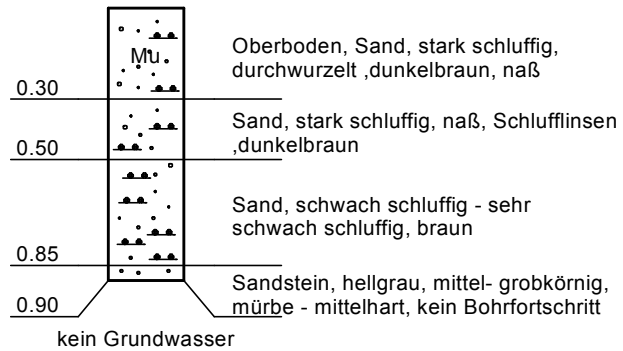 Mu
Oberboden, Sand, stark schluffig,
durchwurzelt ,dunkelbraun, naß
0.30
Sand, stark schluffig, naß, Schlufflinsen
,dunkelbraun
0.50
Sand, schwach schluffig - sehr
schwach schluffig, braun
0.85
Sandstein, hellgrau, mittel- grobkörnig,
mürbe - mittelhart, kein Bohrfortschritt
0.90
kein Grundwasser